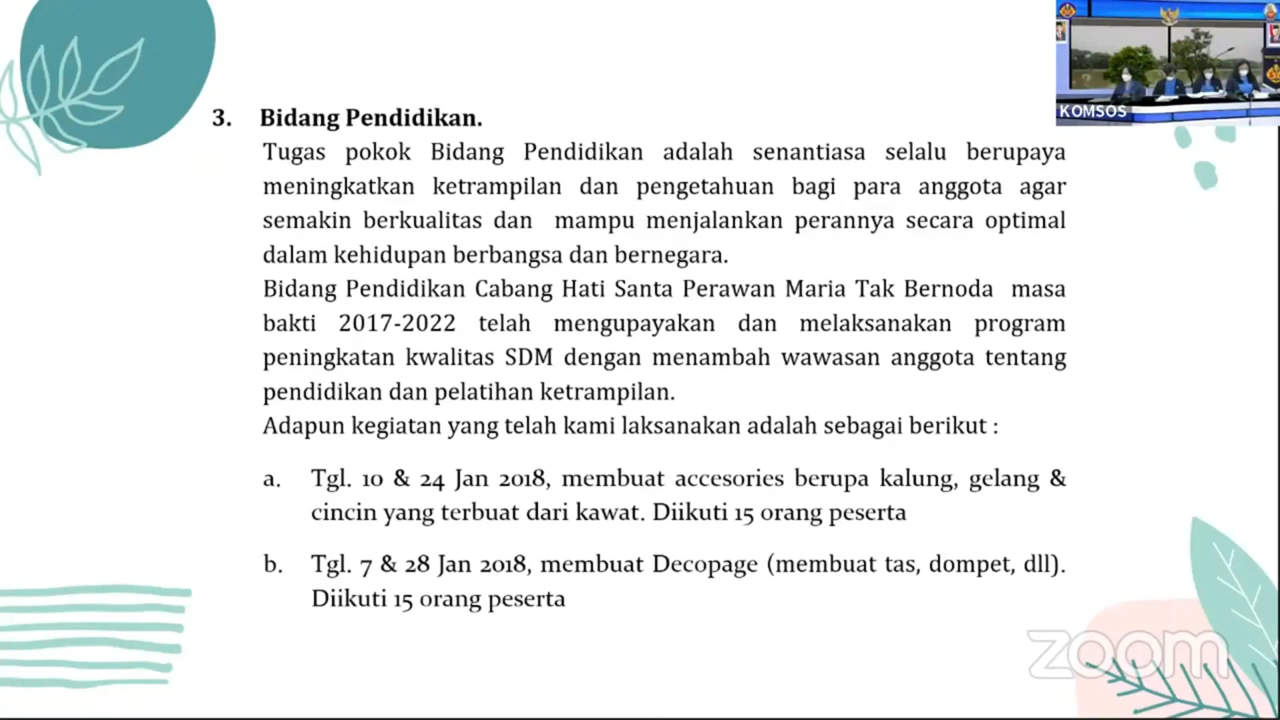 KOMSOS
3. Bidang Pendidikan.
Tugas pokok Bidang Pendidikan adalah senantiasa selalu berupaya
meningkatkan ketrampilan dan pengetahuan bagi para anggota agar
semakin berkualitas dan mampu menjalankan perannya secara optimal
dalam kehidupan berbangsa dan bernegara.
Bidang Pendidikan Cabang Hati Santa Perawan Maria Tak Bernoda masa
bakti 2017-2022 telah mengupayakan dan melaksanakan program
peningkatan kwalitas SDM dengan menambah wawasan anggota tentang
pendidikan dan pelatihan ketrampilan.
Adapun kegiatan yang telah kami laksanakan adalah sebagai berikut :
a. Tgl. 10 & 24 Jan 2018, membuat accesories berupa kalung, gelang &
cincin yang terbuat dari kawat. Diikuti 15 orang peserta
b. Tgl. 7 & 28 Jan 2018, membuat Decopage (membuat tas, dompet, dll).
Diikuti 15 orang peserta
zoom